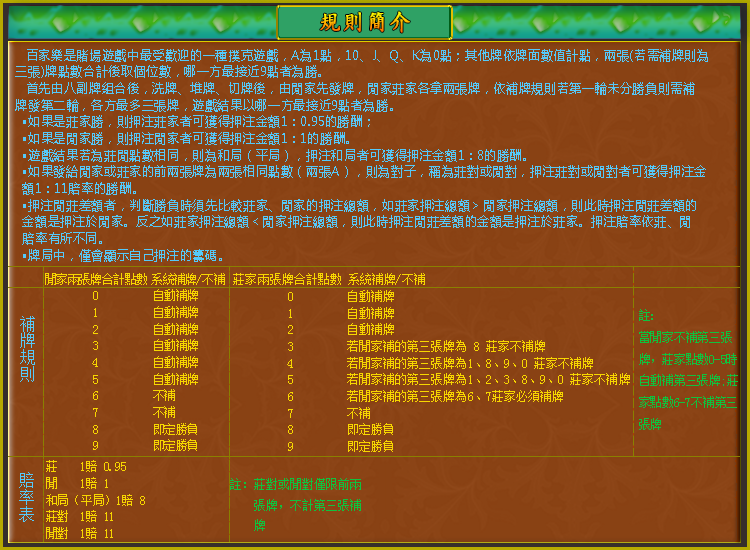 規則簡介
百家樂是賭場遊戲中最受歡迎的一種撲克遊戲，A為1點，10、J、Q、K為0點；其他牌依牌面數值計點，兩張(若需補牌則為
三張)牌點數合計後取個位數，哪一方最接近9點者為勝。
首先由八副牌组合後，洗牌、堆牌、切牌後，由閒家先發牌，閒家莊家各拿兩張牌，依補牌規則若第一輪未分勝負則需補
牌發第二輪，各方最多三張牌，遊戲結果以哪一方最接近9點者為勝。
▪如果是莊家勝，則押注莊家者可獲得押注金額1：0.95的勝酬；
▪如果是閒家勝，則押注閒家者可獲得押注金額1：1的勝酬。
▪遊戲結果若為莊閒點數相同，則為和局（平局），押注和局者可獲得押注金額1：8的勝酬。
▪如果發給閒家或莊家的前兩張牌為兩張相同點數（兩張A），則為對子，稱為莊對或閒對，押注莊對或閒對者可獲得押注金
額1：11賠率的勝酬。
▪押注閒莊差額者，判斷勝負時須先比較莊家、閒家的押注總額，如莊家押注總額＞閒家押注總額，則此時押注閒莊差額的
金額是押注於閒家。反之如莊家押注總額＜閒家押注總額，則此時押注閒莊差額的金額是押注於莊家。押注賠率依莊、閒
賠率有所不同。
▪牌局中，僅會顯示自己押注的籌碼。
閒家兩張牌合計點數 系統補牌/不補 莊家兩張牌合計點數 系統補牌/不補
補牌規則
0 自動補牌 0 自動補牌
1 自動補牌 1 自動補牌
2 自動補牌 2 自動補牌
3 自動補牌 3 若閒家補的第三張牌為 8 莊家不補牌
4 自動補牌 4 若閒家補的第三張牌為1、8、9、0 莊家不補牌
5 自動補牌 5 若閒家補的第三張牌為1、2、3、8、9、0 莊家不補牌
6 不補 6 若閒家補的第三張牌為6、7莊家必須補牌
7 不補 7 不補
8 即定勝負 8 即定勝負
9 即定勝負 9 即定勝負
註:
當閒家不補第三張
牌，莊家點數0-5時
自動補第三張牌;莊
家點數6-7不補第三
張牌
賠率表
莊 1賠 0.95
閒 1賠 1
和局（平局）1賠 8
莊對 1賠 11
閒對 1賠 11
註: 莊對或閒對僅限前兩
張牌，不計第三張補
牌